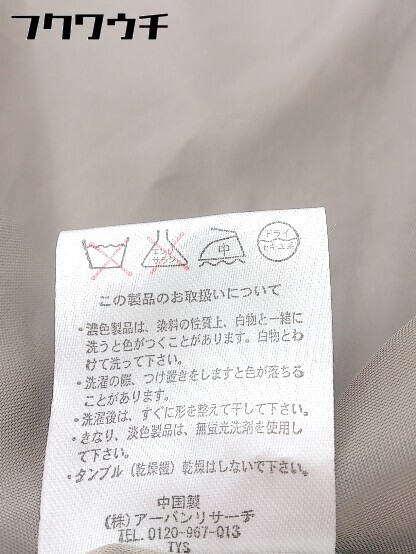 フクワウチ
エンソ
サラシ
中
ドライ
セキユ系
この製品のお取扱いについて
・濃色製品は、染料の性質上、白物と一緒に
洗うと色がつくことがあります。白物とわ
けて洗って下さい。
・洗濯の際、つけ置きをしますと色が落ちる
ことがあります。
・洗濯後は、すぐに形を整えて干して下さい。
・きなり、淡色製品は、無蛍光洗剤を使用し
て下さい。
・タンブル(乾燥機)乾燥はしないで下さい。
中国製
(株)アーバンリサーチ
TEL.0120-967-013
TYS